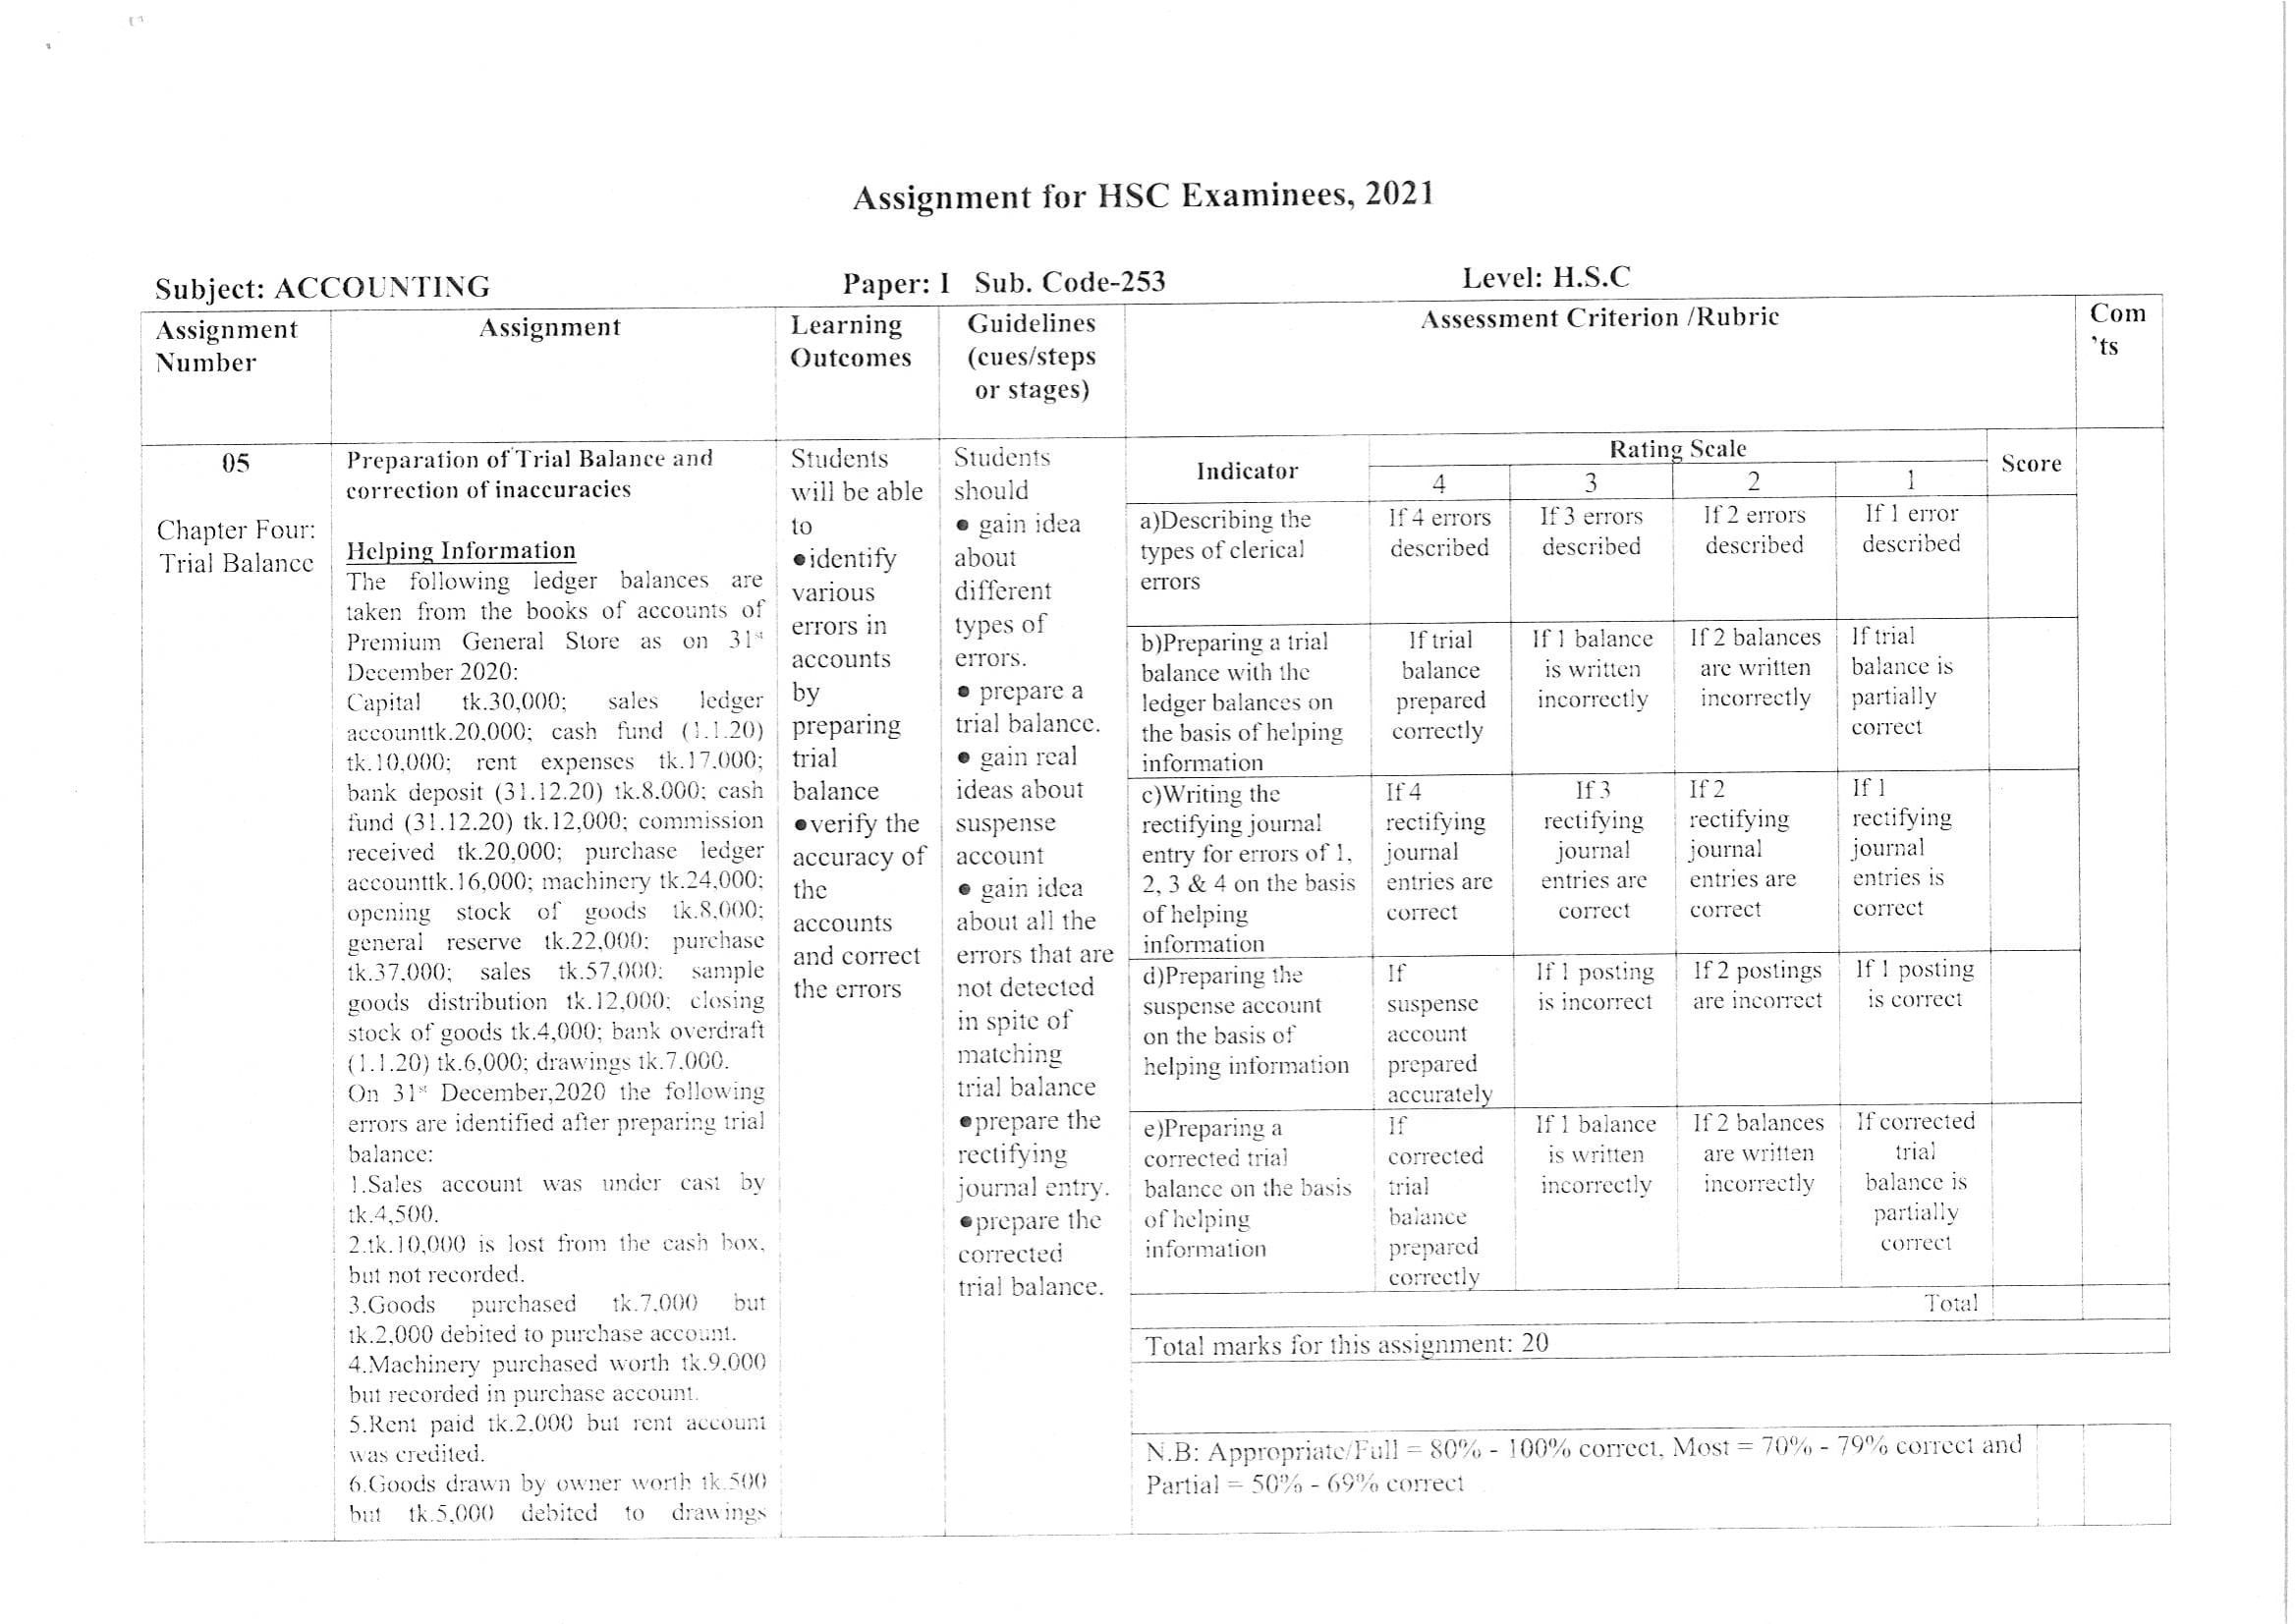 Assignment for HSC Examinees, 2021
Subject: ACCOUNTING Paper: I Sub. Code-253 Level: H.S.C
Assignment
Number
Assignment
Learning
Outcomes
Guidelines
(cues/steps
or stages)
Assessment Criterion /Rubric
Com
'ts
05
Chapter Four:
Trial Balance
Preparation of Trial Balance and
correction of inaccuracies
Helping Information
The following ledger balances are
taken from the books of accounts of
Premium General Store as on 31st
December 2020:
Capital tk.30,000; sales ledger
accounttk.20,000; cash fund (1.1.20)
tk.10,000; rent expenses tk.17,000;
bank deposit (31.12.20) tk.8,000; cash
fund (31.12.20) tk.12,000; commission
received tk.20,000; purchase ledger
accounttk.16,000; machinery tk.24,000;
opening stock of goods tk.8,000;
general reserve tk.22,000; purchase
tk.37,000; sales tk.57,000; sample
goods distribution tk.12,000; closing
stock of goods tk.4,000; bank overdraft
(1.1.20) tk.6,000; drawings tk.7,000.
On 31st December,2020 the following
errors are identified after preparing trial
balance:
1.Sales account was under cast by
tk.4,500.
2.tk.10,000 is lost from the cash box,
but not recorded.
3.Goods purchased tk.7,000 but
tk.2,000 debited to purchase account.
4.Machinery purchased worth tk.9,000
but recorded in purchase account.
5.Rent paid tk.2,000 but rent account
was credited.
6.Goods drawn by owner worth tk.500
but tk.5,000 debited to drawings
Students
will be able
to
●identify
various
errors in
accounts
by
preparing
trial
balance
●verify the
accuracy of
the
accounts
and correct
the errors
Students
should
● gain idea
about
different
types of
errors.
● prepare a
trial balance.
● gain real
ideas about
suspense
account
● gain idea
about all the
errors that are
not detected
in spite of
matching
trial balance
●prepare the
rectifying
journal entry.
●prepare the
corrected
trial balance.
Indicator
Rating Scale
Score
4 3 2 1
a)Describing the
types of clerical
errors
If 4 errors
described
If 3 errors
described
If 2 errors
described
If 1 error
described
b)Preparing a trial
balance with the
ledger balances on
the basis of helping
information
If trial
balance
prepared
correctly
If 1 balance
is written
incorrectly
If 2 balances
are written
incorrectly
If trial
balance is
partially
correct
c)Writing the
rectifying journal
entry for errors of 1,
2, 3 & 4 on the basis
of helping
information
If 4
rectifying
journal
entries are
correct
If 3
rectifying
journal
entries are
correct
If 2
rectifying
journal
entries are
correct
If 1
rectifying
journal
entries is
correct
d)Preparing the
suspense account
on the basis of
helping information
If
suspense
account
prepared
accurately
If 1 posting
is incorrect
If 2 postings
are incorrect
If 1 posting
is correct
e)Preparing a
corrected trial
balance on the basis
of helping
information
If
corrected
trial
balance
prepared
correctly
If 1 balance
is written
incorrectly
If 2 balances
are written
incorrectly
If corrected
trial
balance is
partially
correct
Total
Total marks for this assignment: 20
N.B: Appropriate/Full = 80% - 100% correct, Most = 70% - 79% correct and
Partial = 50% - 69% correct